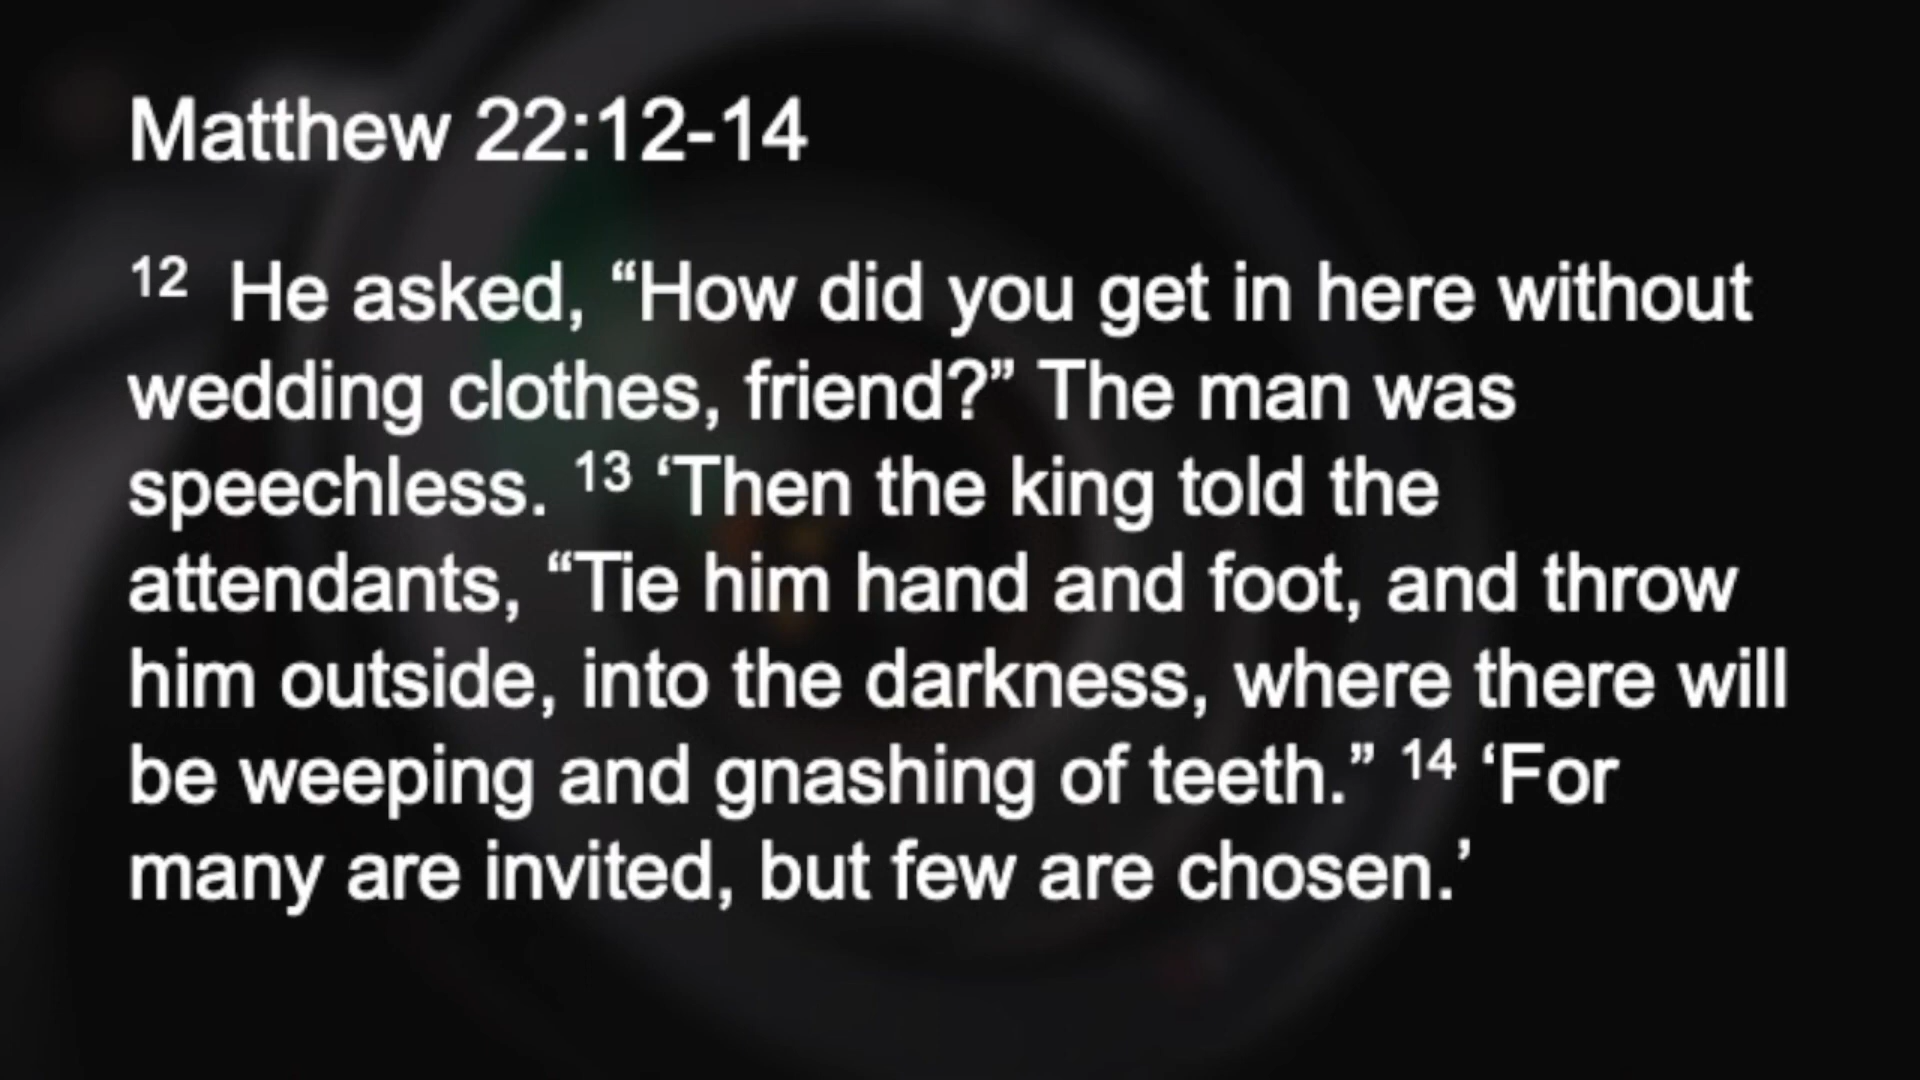 Matthew 22:12-14
12 He asked, “How did you get in here without
wedding clothes, friend?” The man was
speechless. 13 ‘Then the king told the
attendants, “Tie him hand and foot, and throw
him outside, into the darkness, where there will
be weeping and gnashing of teeth.” 14 ‘For
many are invited, but few are chosen.’